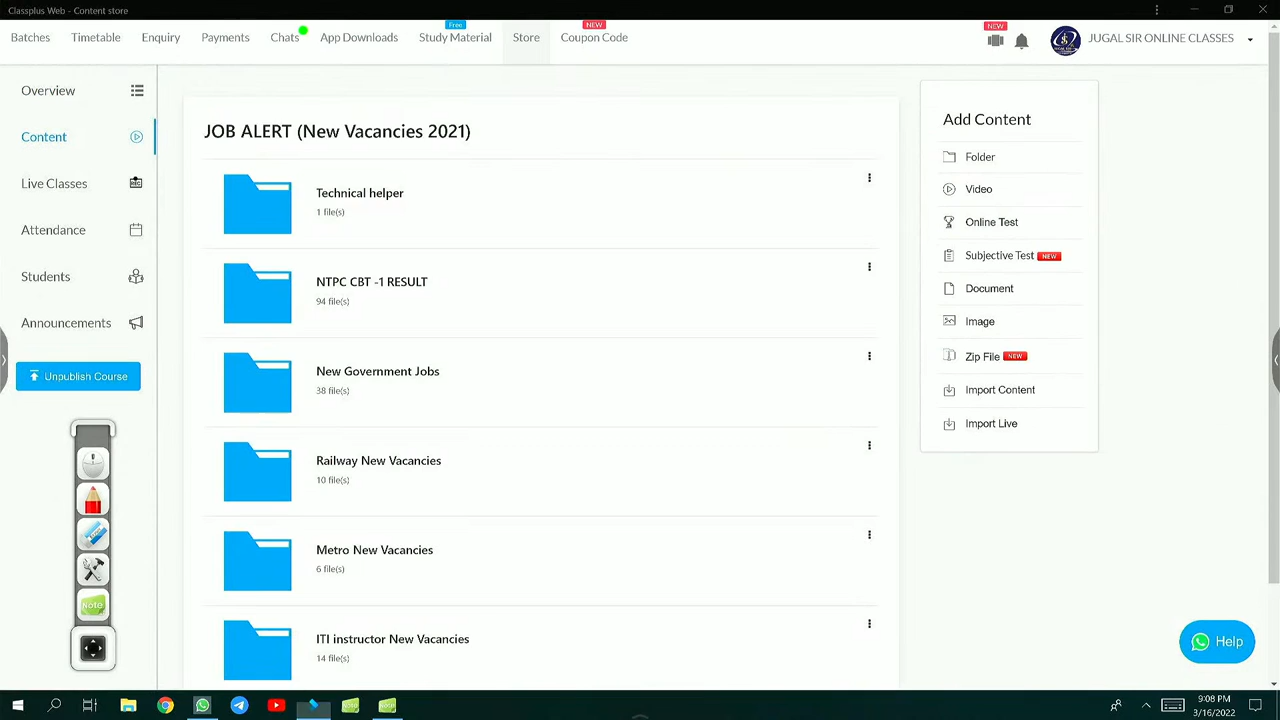 Classplus Web - Content store
Batches
Timetable
Enquiry
Payments
Chats
App Downloads
Free
Study Material
Store
NEW
Coupon Code
NEW
JUGAL SIR ONLINE CLASSES
Overview
Content
Live Classes
Attendance
Students
Announcements
Unpublish Course
Note
JOB ALERT (New Vacancies 2021)
Technical helper
1 file(s)
NTPC CBT -1 RESULT
94 file(s)
New Government Jobs
38 file(s)
Railway New Vacancies
10 file(s)
Metro New Vacancies
6 file(s)
ITI instructor New Vacancies
14 file(s)
Add Content
Folder
Video
Online Test
Subjective Test NEW
Document
Image
Zip File NEW
Import Content
Import Live
Help
9:08 PM
3/16/2022